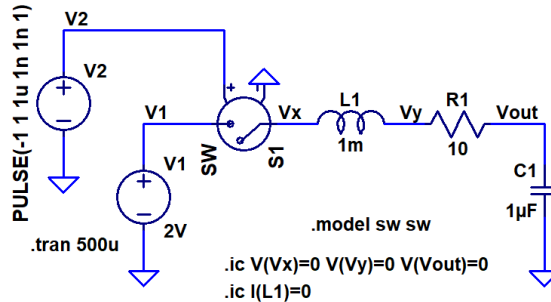 V2
PULSE(-1 1 1u 1n 1n 1)
V2
V1
SW
S1
Vx
L1
1m
Vy
R1
10
Vout
C1
1µF
V1
2V
.tran 500u
.model sw sw
.ic V(Vx)=0 V(Vy)=0 V(Vout)=0
.ic I(L1)=0